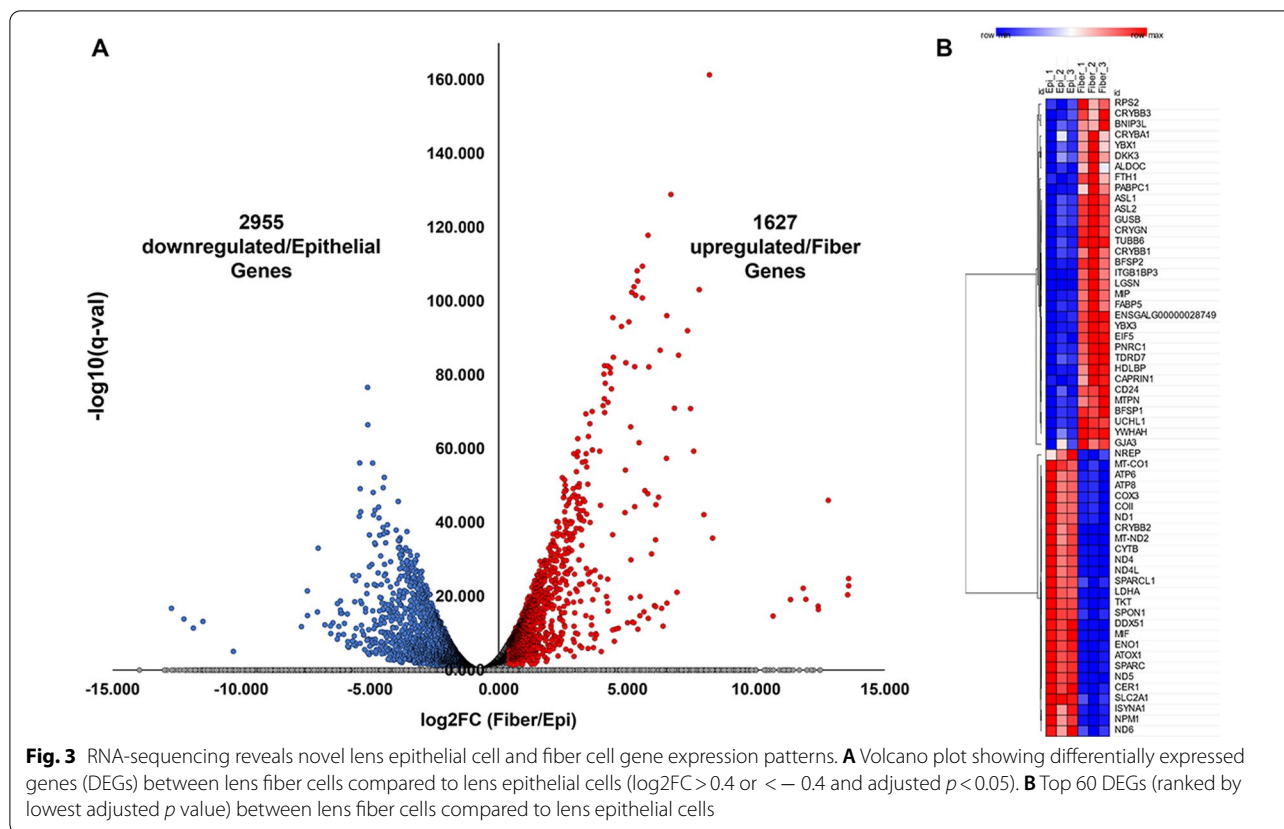 A
160.000
140.000
120.000
100.000
80.000
60.000
40.000
20.000
0.000
-log10(q-val)
2955
downregulated/Epithelial
Genes
1627
upregulated/Fiber
Genes
-15.000 -10.000 -5.000 0.000 5.000 10.000 15.000
log2FC (Fiber/Epi)
B
row min row max
id Epi_1 Epi_2 Epi_3 Fiber_1 Fiber_2 Fiber_3 id
RPS2
CRYBB3
BNIP3L
CRYBA1
YBX1
DKK3
ALDOC
FTH1
PABPC1
ASL1
ASL2
GUSB
CRYGN
TUBB6
CRYBB1
BFSP2
ITGB1BP3
LGSN
MIP
FABP5
ENSGALG00000028749
YBX3
EIF5
PNRC1
TDRD7
HDLBP
CAPRIN1
CD24
MTPN
BFSP1
UCHL1
YWHAH
GJA3
NREP
MT-CO1
ATP6
ATP8
COX3
COII
ND1
CRYBB2
MT-ND2
CYTB
ND4
ND4L
SPARCL1
LDHA
TKT
SPON1
DDX51
MIF
ENO1
ATOX1
SPARC
ND5
CER1
SLC2A1
ISYNA1
NPM1
ND6
Fig. 3 RNA-sequencing reveals novel lens epithelial cell and fiber cell gene expression patterns. A Volcano plot showing differentially expressed
genes (DEGs) between lens fiber cells compared to lens epithelial cells (log2FC > 0.4 or < − 0.4 and adjusted p < 0.05). B Top 60 DEGs (ranked by
lowest adjusted p value) between lens fiber cells compared to lens epithelial cells